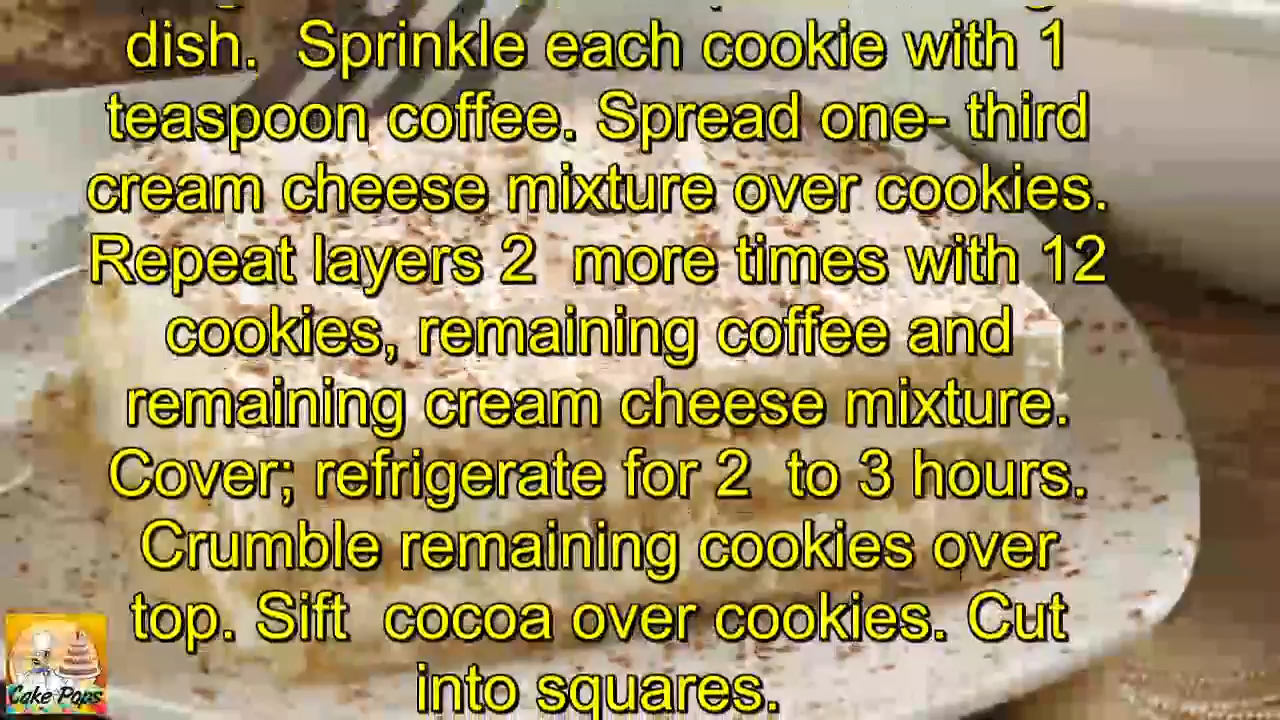 dish. Sprinkle each cookie with 1
teaspoon coffee. Spread one- third
cream cheese mixture over cookies.
Repeat layers 2 more times with 12
cookies, remaining coffee and
remaining cream cheese mixture.
Cover; refrigerate for 2 to 3 hours.
Crumble remaining cookies over
top. Sift cocoa over cookies. Cut
into squares.
Cake Pops